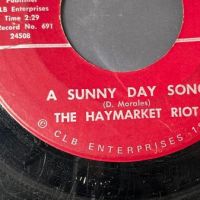 Publisher
CLB Enterprises
Time 2:29
Record No. 691
24508
A SUNNY DAY SONG
(D. Morales)
THE HAYMARKET RIOT
© CLB ENTERPRISES,